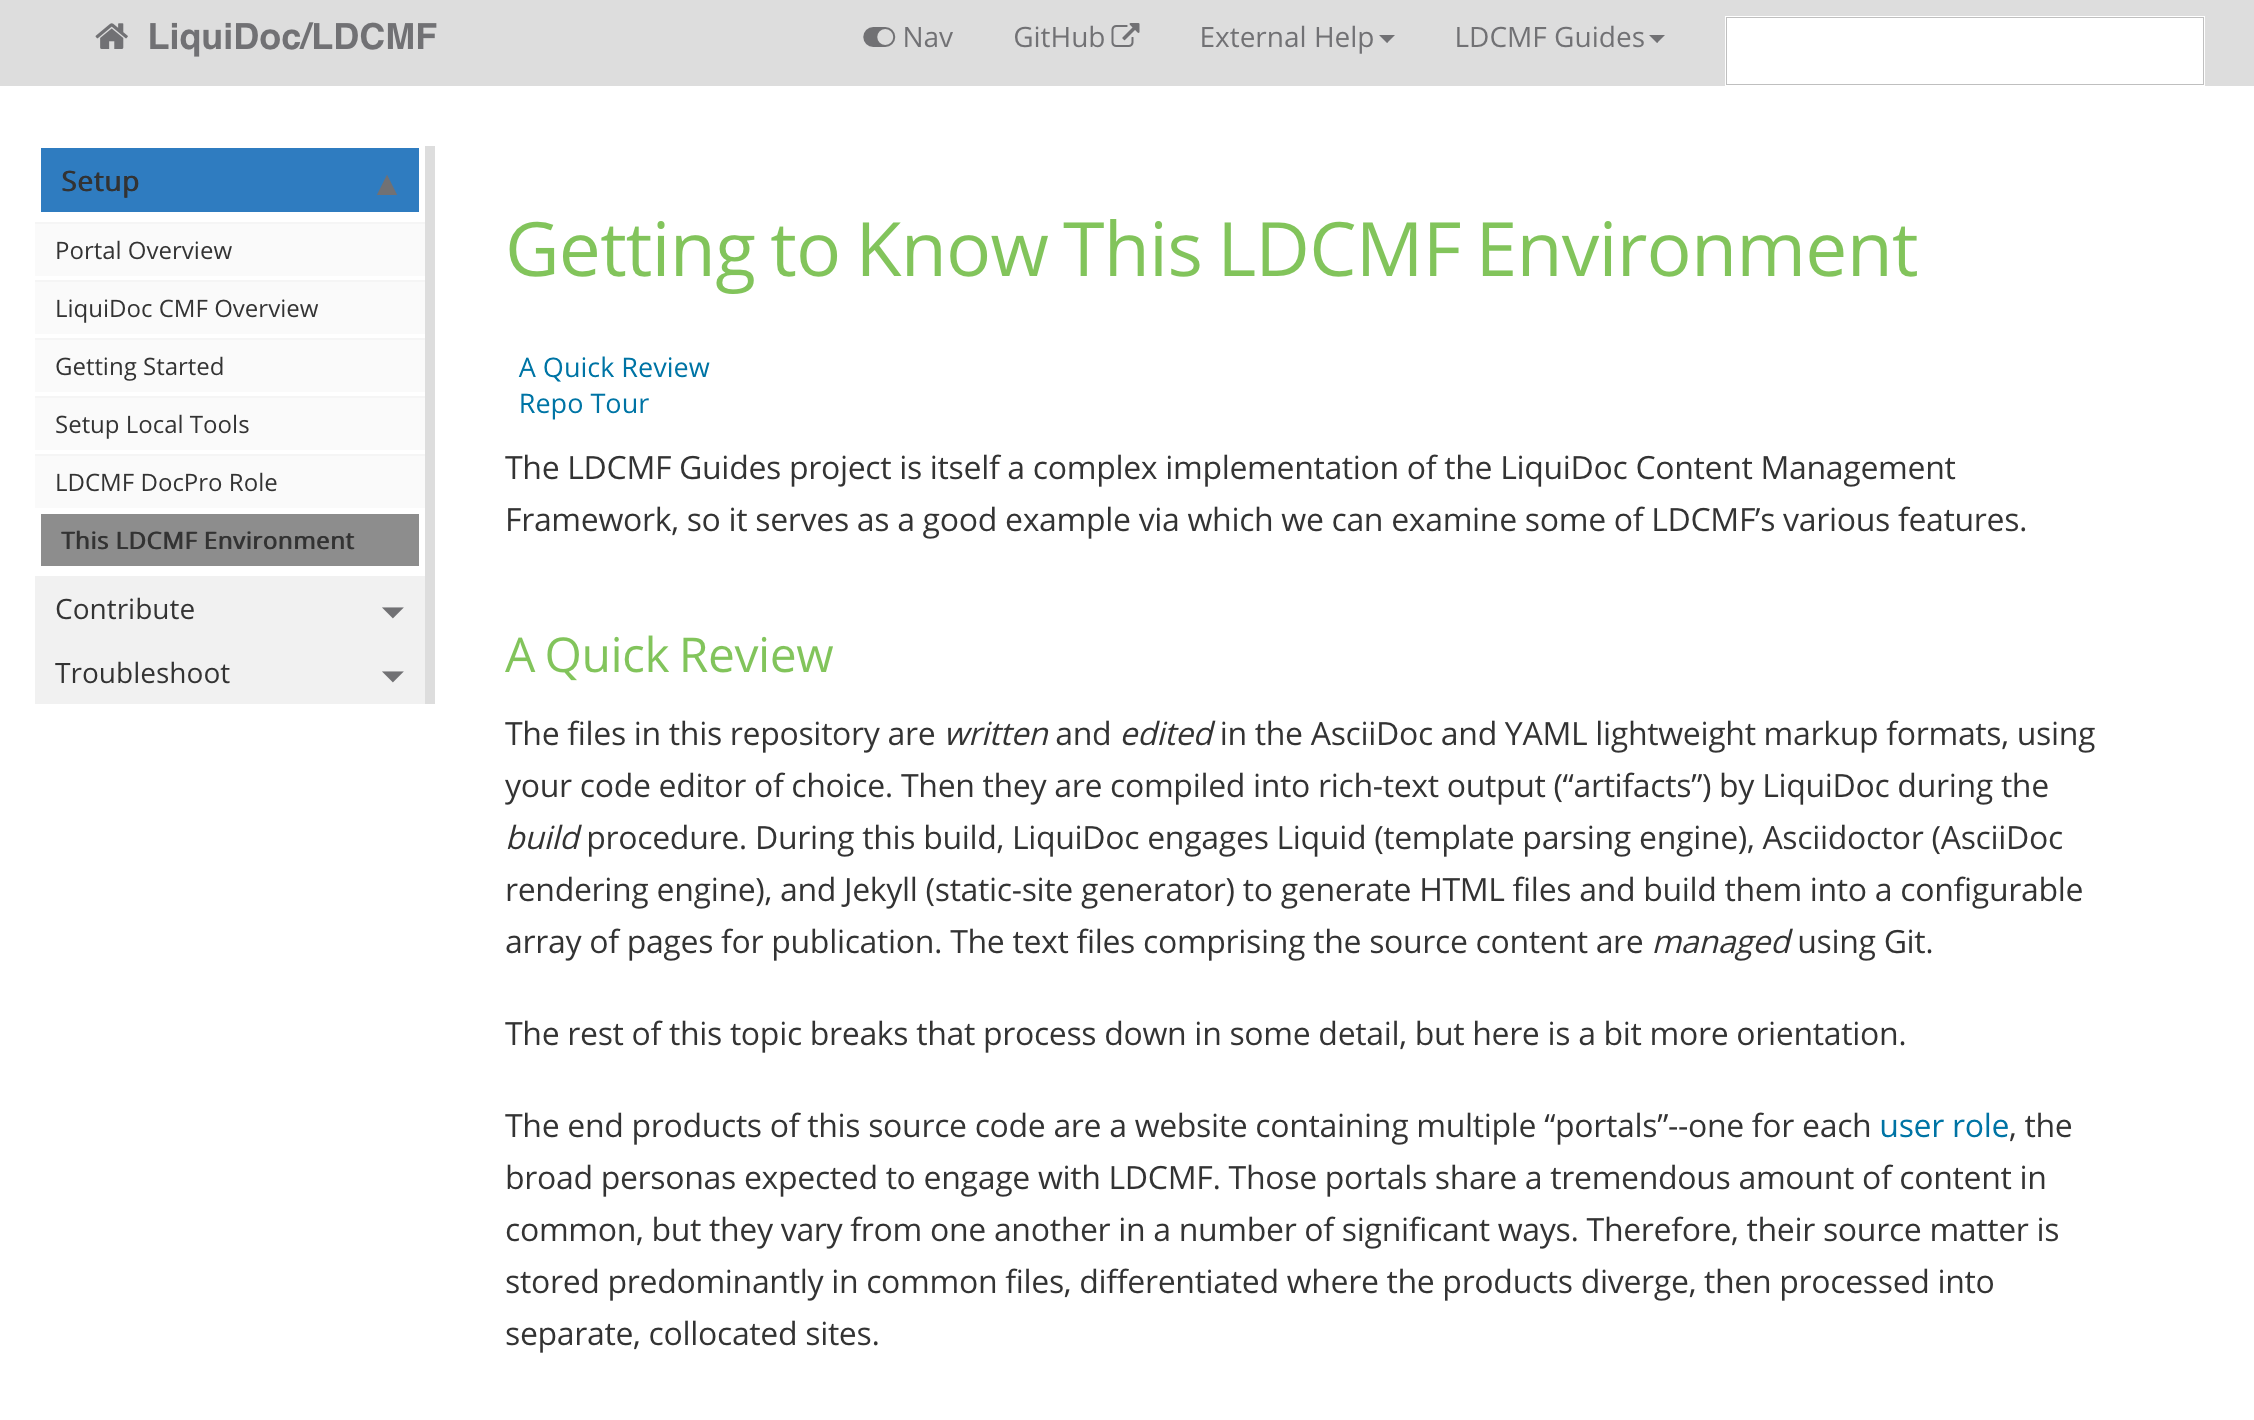 LiquiDoc/LDCMF
Nav
GitHub
External Help
LDCMF Guides
Setup
Portal Overview
LiquiDoc CMF Overview
Getting Started
Setup Local Tools
LDCMF DocPro Role
This LDCMF Environment
Contribute
Troubleshoot
Getting to Know This LDCMF Environment
A Quick Review
Repo Tour
The LDCMF Guides project is itself a complex implementation of the LiquiDoc Content Management
Framework, so it serves as a good example via which we can examine some of LDCMF’s various features.
A Quick Review
The files in this repository are written and edited in the AsciiDoc and YAML lightweight markup formats, using
your code editor of choice. Then they are compiled into rich-text output (“artifacts”) by LiquiDoc during the
build procedure. During this build, LiquiDoc engages Liquid (template parsing engine), Asciidoctor (AsciiDoc
rendering engine), and Jekyll (static-site generator) to generate HTML files and build them into a configurable
array of pages for publication. The text files comprising the source content are managed using Git.
The rest of this topic breaks that process down in some detail, but here is a bit more orientation.
The end products of this source code are a website containing multiple “portals”--one for each user role, the
broad personas expected to engage with LDCMF. Those portals share a tremendous amount of content in
common, but they vary from one another in a number of significant ways. Therefore, their source matter is
stored predominantly in common files, differentiated where the products diverge, then processed into
separate, collocated sites.